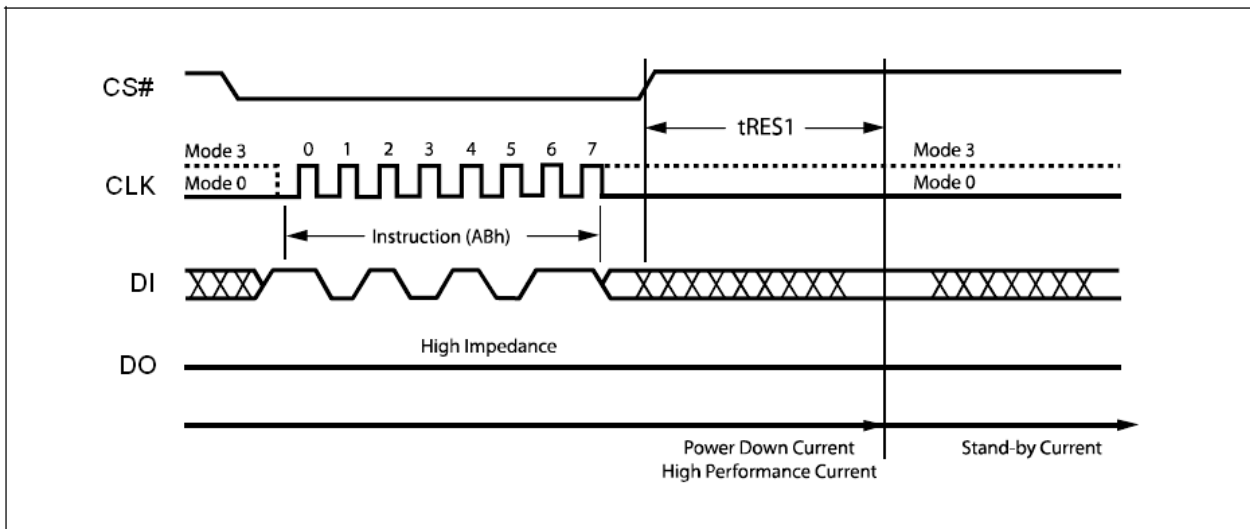 CS#
tRES1
Mode 3
0 1 2 3 4 5 6 7
Mode 3
CLK
Mode 0
Mode 0
Instruction (ABh)
DI
High Impedance
DO
Power Down Current
High Performance Current
Stand-by Current